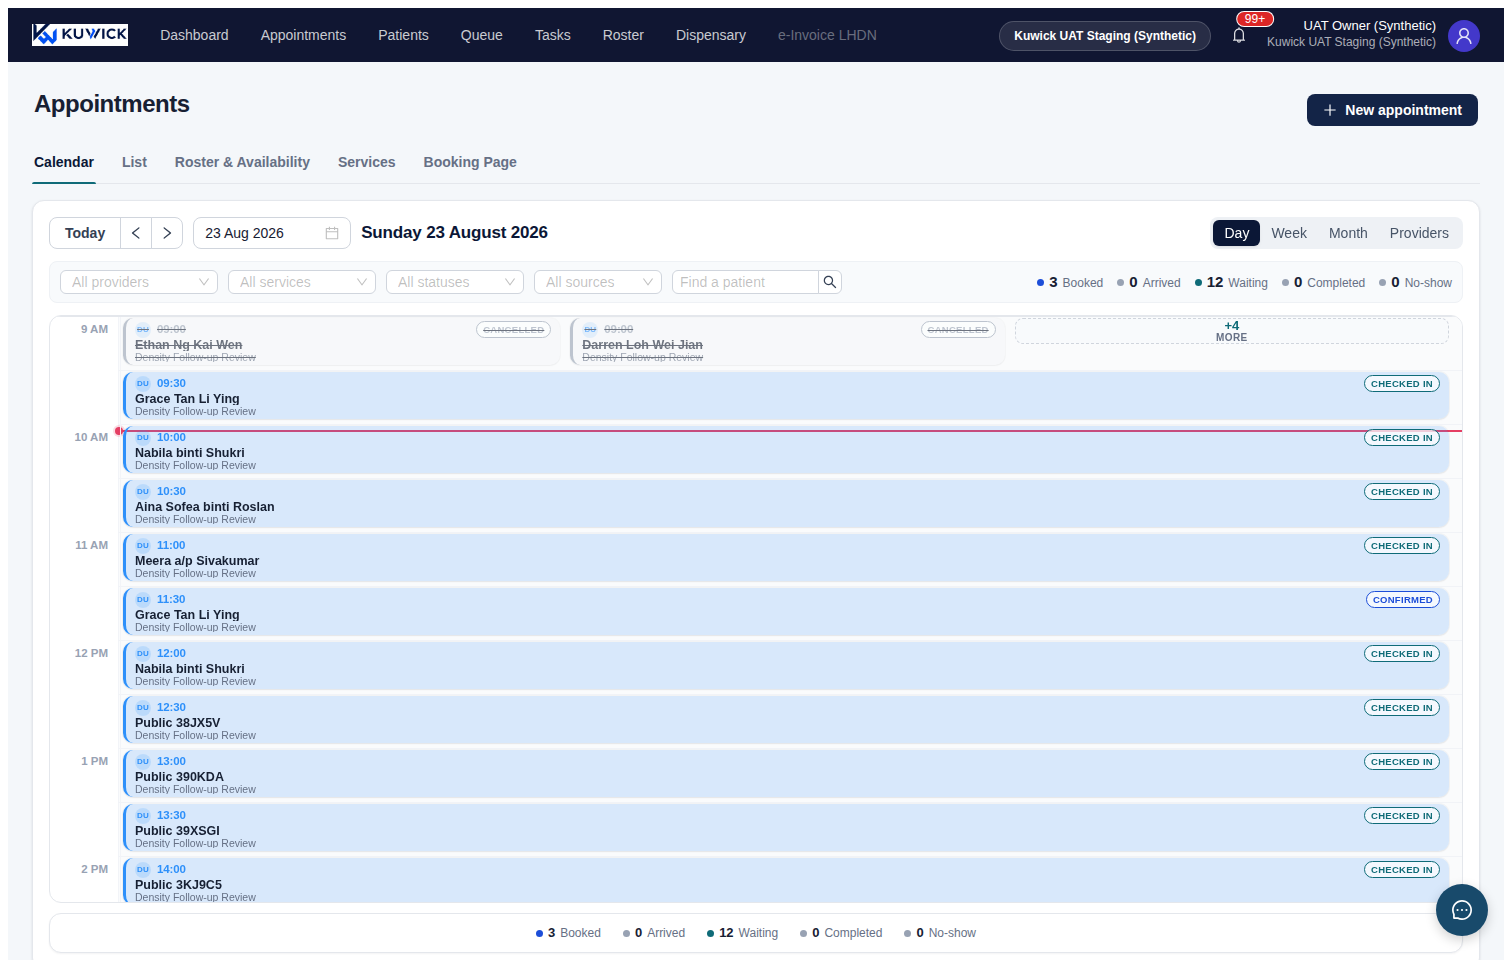 KUWICK
Dashboard Appointments Patients Queue Tasks Roster Dispensary e-Invoice LHDN
Kuwick UAT Staging (Synthetic)
99+
UAT Owner (Synthetic)
Kuwick UAT Staging (Synthetic)
Appointments
New appointment
Calendar List Roster & Availability Services Booking Page
Today 23 Aug 2026 Sunday 23 August 2026 Day Week Month Providers
All providers All services All statuses All sources Find a patient 3 Booked 0 Arrived 12 Waiting 0 Completed 0 No-show
9 AM
DU 09:00 CANCELLED
Ethan Ng Kai Wen
Density Follow-up Review
DU 09:00 CANCELLED
Darren Loh Wei Jian
Density Follow-up Review
+4
MORE
DU 09:30 CHECKED IN
Grace Tan Li Ying
Density Follow-up Review
10 AM
DU 10:00 CHECKED IN
Nabila binti Shukri
Density Follow-up Review
DU 10:30 CHECKED IN
Aina Sofea binti Roslan
Density Follow-up Review
11 AM
DU 11:00 CHECKED IN
Meera a/p Sivakumar
Density Follow-up Review
DU 11:30 CONFIRMED
Grace Tan Li Ying
Density Follow-up Review
12 PM
DU 12:00 CHECKED IN
Nabila binti Shukri
Density Follow-up Review
DU 12:30 CHECKED IN
Public 38JX5V
Density Follow-up Review
1 PM
DU 13:00 CHECKED IN
Public 390KDA
Density Follow-up Review
DU 13:30 CHECKED IN
Public 39XSGI
Density Follow-up Review
2 PM
DU 14:00 CHECKED IN
Public 3KJ9C5
Density Follow-up Review
3 Booked 0 Arrived 12 Waiting 0 Completed 0 No-show